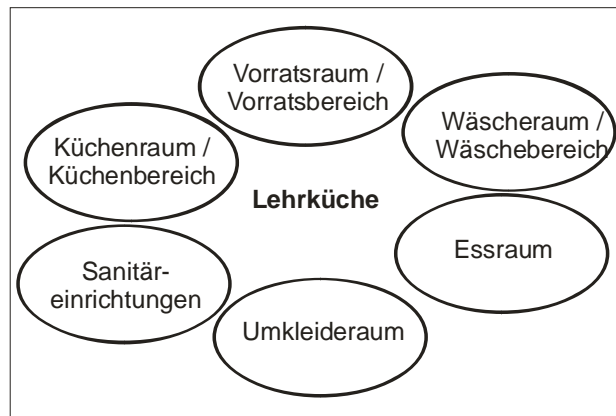 Vorratsraum /
Vorratsbereich
Wäscheraum /
Wäschebereich
Küchenraum /
Küchenbereich
Lehrküche
Essraum
Sanitär-
einrichtungen
Umkleideraum